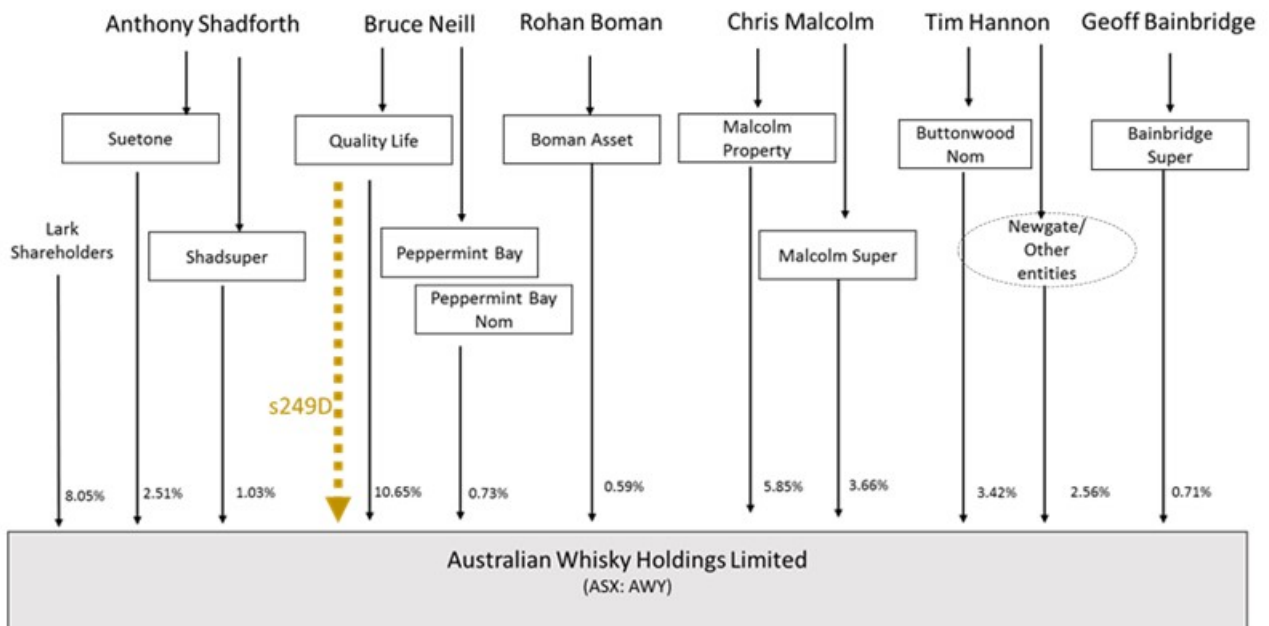 Anthony Shadforth
Bruce Neill
Rohan Boman
Chris Malcolm
Tim Hannon
Geoff Bainbridge
Suetone
Quality Life
Boman Asset
Malcolm
Property
Buttonwood
Nom
Bainbridge
Super
Lark
Shareholders
Shadsuper
Peppermint Bay
Peppermint Bay
Nom
Malcolm Super
Newgate/
Other
entities
s249D
8.05%
2.51%
1.03%
10.65%
0.73%
0.59%
5.85%
3.66%
3.42%
2.56%
0.71%
Australian Whisky Holdings Limited
(ASX: AWY)